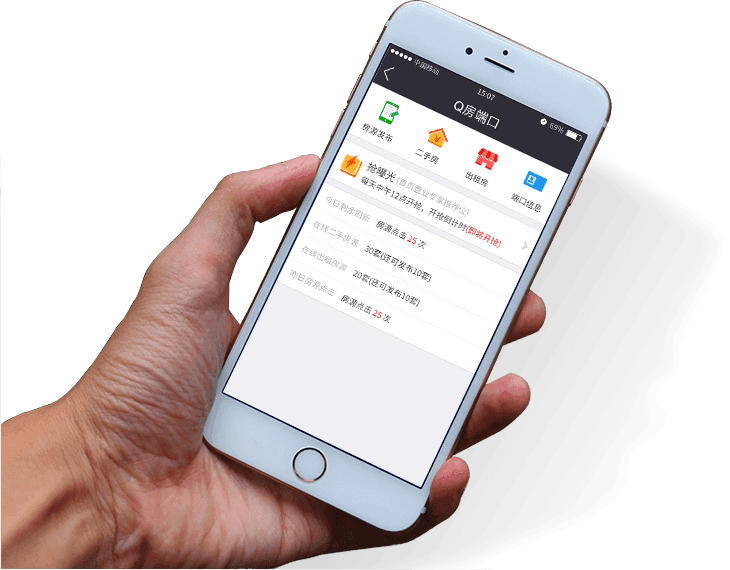 中国移动
15:07
69%
Q房端口
房源发布
二手房
出租房
端口信息
抢曝光 (首页置业专家推荐位)
每天中午12点开抢，开抢倒计时(即将开抢)
今日剩余刷新 房源点击 25 次
在线二手房源 30套(还可发布10套)
在线出租房源 20套(还可发布10套)
昨日房源点击 房源点击 25 次